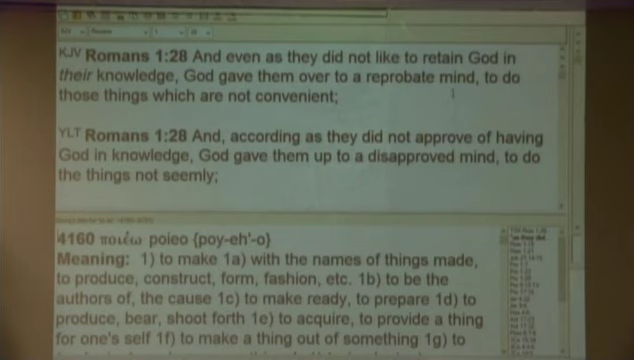 KJV Romans 1:28 And even as they did not like to retain God in
their knowledge, God gave them over to a reprobate mind, to do
those things which are not convenient;
YLT Romans 1:28 And, according as they did not approve of having
God in knowledge, God gave them up to a disapproved mind, to do
the things not seemly;
4160 ποιέω poieo {poy-eh'-o}
Meaning: 1) to make 1a) with the names of things made,
to produce, construct, form, fashion, etc. 1b) to be the
authors of, the cause 1c) to make ready, to prepare 1d) to
produce, bear, shoot forth 1e) to acquire, to provide a thing
for one's self 1f) to make a thing out of something 1g) to